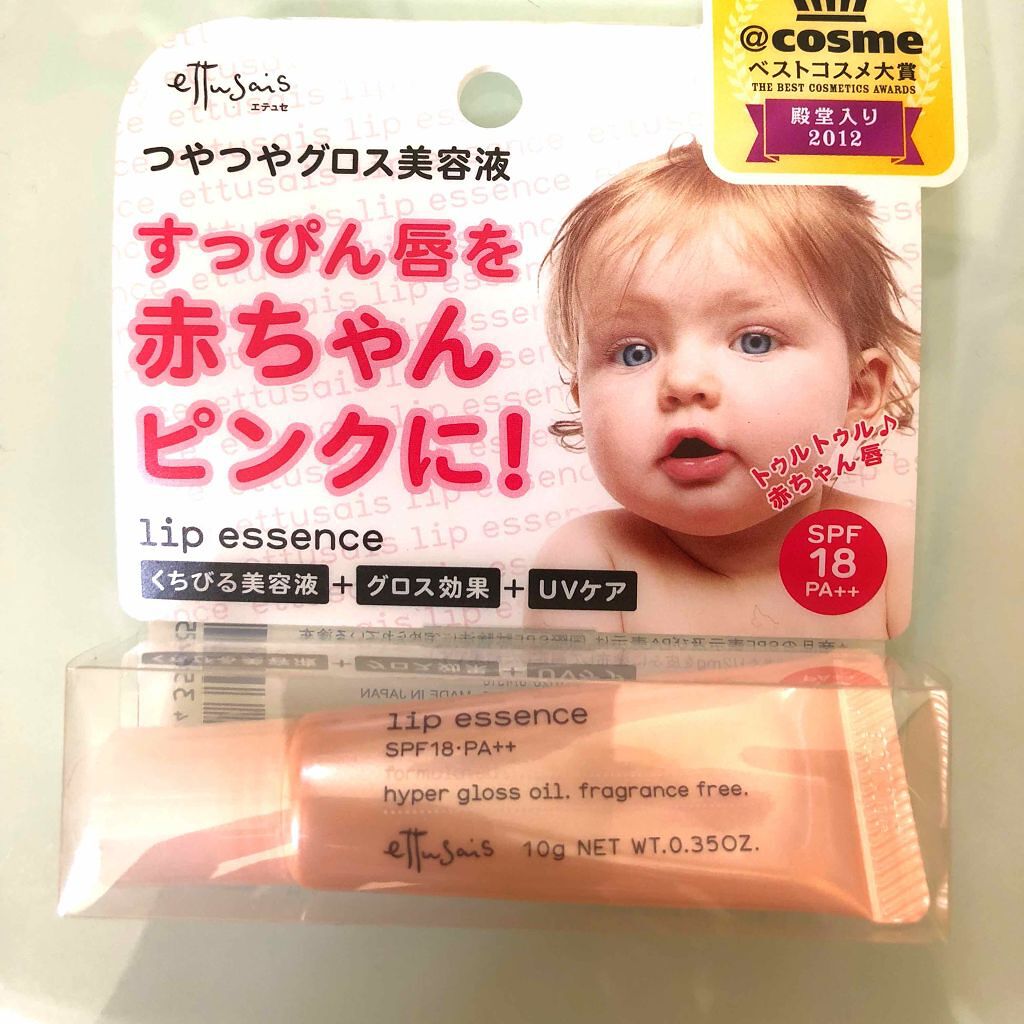 ettusais
エテュセ
@cosme
ベストコスメ大賞
THE BEST COSMETICS AWARDS
殿堂入り
2012
つやつやグロス美容液
すっぴん唇を
赤ちゃん
ピンクに!
トゥルトゥル♪
赤ちゃん唇
lip essence
くちびる美容液+グロス効果+UVケア
SPF
18
PA++
MADE IN JAPAN
lip essence
SPF18·PA++
hyper gloss oil. fragrance free.
ettusais 10g NET WT.0.35OZ.